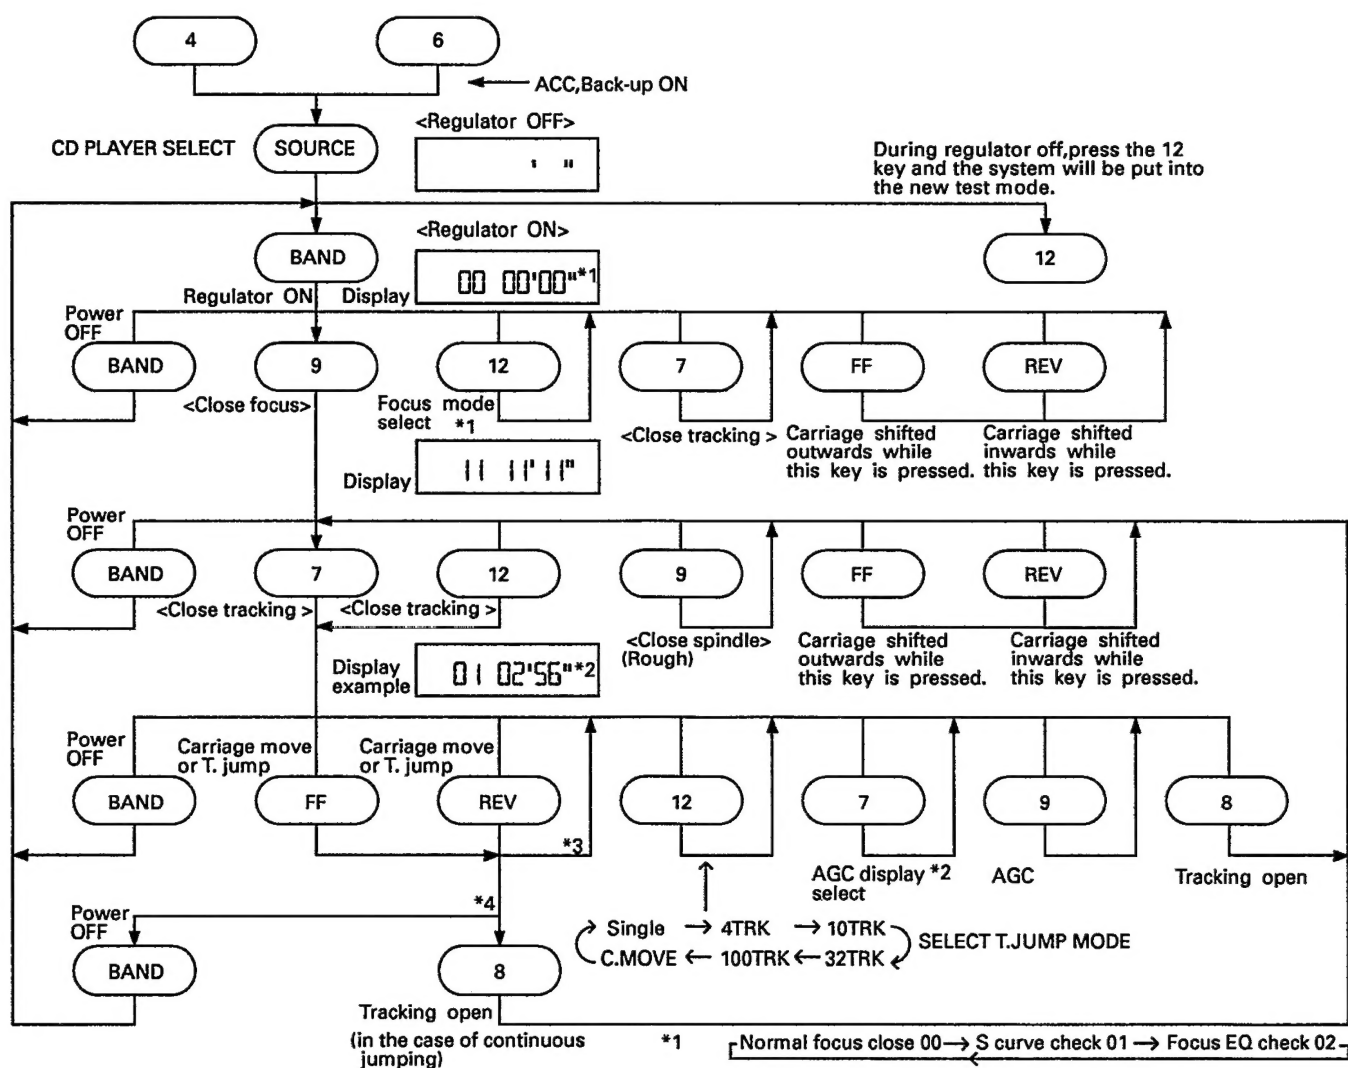 4
6
ACC,Back-up ON
<Regulator OFF>
CD PLAYER SELECT
SOURCE
' "
During regulator off,press the 12
key and the system will be put into
the new test mode.
<Regulator ON>
BAND
00 00'00"*1
12
Regulator ON
Display
Power
OFF
BAND
9
12
7
FF
REV
<Close focus>
Focus mode
select *1
<Close tracking >
Carriage shifted
outwards while
this key is pressed.
Carriage shifted
inwards while
this key is pressed.
Display
11 11'11"
Power
OFF
BAND
7
12
9
FF
REV
<Close tracking >
<Close tracking >
<Close spindle>
(Rough)
Carriage shifted
outwards while
this key is pressed.
Carriage shifted
inwards while
this key is pressed.
Display
example
01 02'56"*2
Power
OFF
Carriage move
or T. jump
Carriage move
or T. jump
BAND
FF
REV
12
7
9
8
*3
AGC display *2
select
AGC
Tracking open
*4
Power
OFF
BAND
8
Single → 4TRK → 10TRK
C.MOVE ← 100TRK ← 32TRK
SELECT T.JUMP MODE
Tracking open
(in the case of continuous
jumping)
*1 Normal focus close 00 → S curve check 01 → Focus EQ check 02